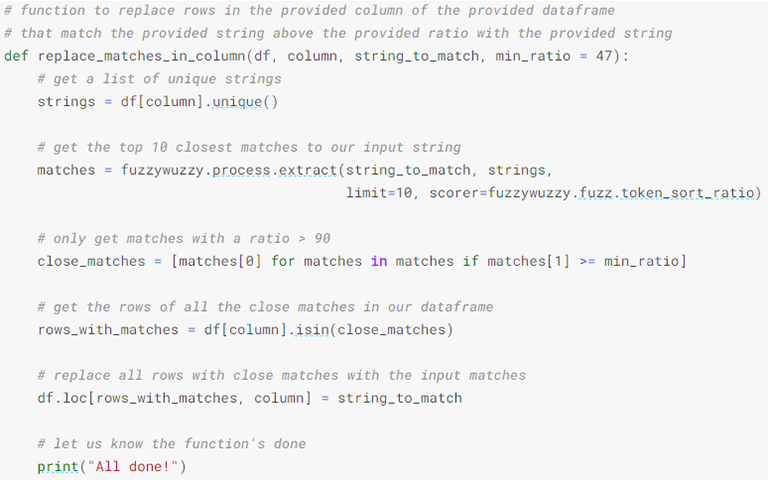 # function to replace rows in the provided column of the provided dataframe
# that match the provided string above the provided ratio with the provided string
def replace_matches_in_column(df, column, string_to_match, min_ratio = 47):
    # get a list of unique strings
    strings = df[column].unique()

    # get the top 10 closest matches to our input string
    matches = fuzzywuzzy.process.extract(string_to_match, strings,
                                         limit=10, scorer=fuzzywuzzy.fuzz.token_sort_ratio)

    # only get matches with a ratio > 90
    close_matches = [matches[0] for matches in matches if matches[1] >= min_ratio]

    # get the rows of all the close matches in our dataframe
    rows_with_matches = df[column].isin(close_matches)

    # replace all rows with close matches with the input matches
    df.loc[rows_with_matches, column] = string_to_match

    # let us know the function's done
    print("All done!")